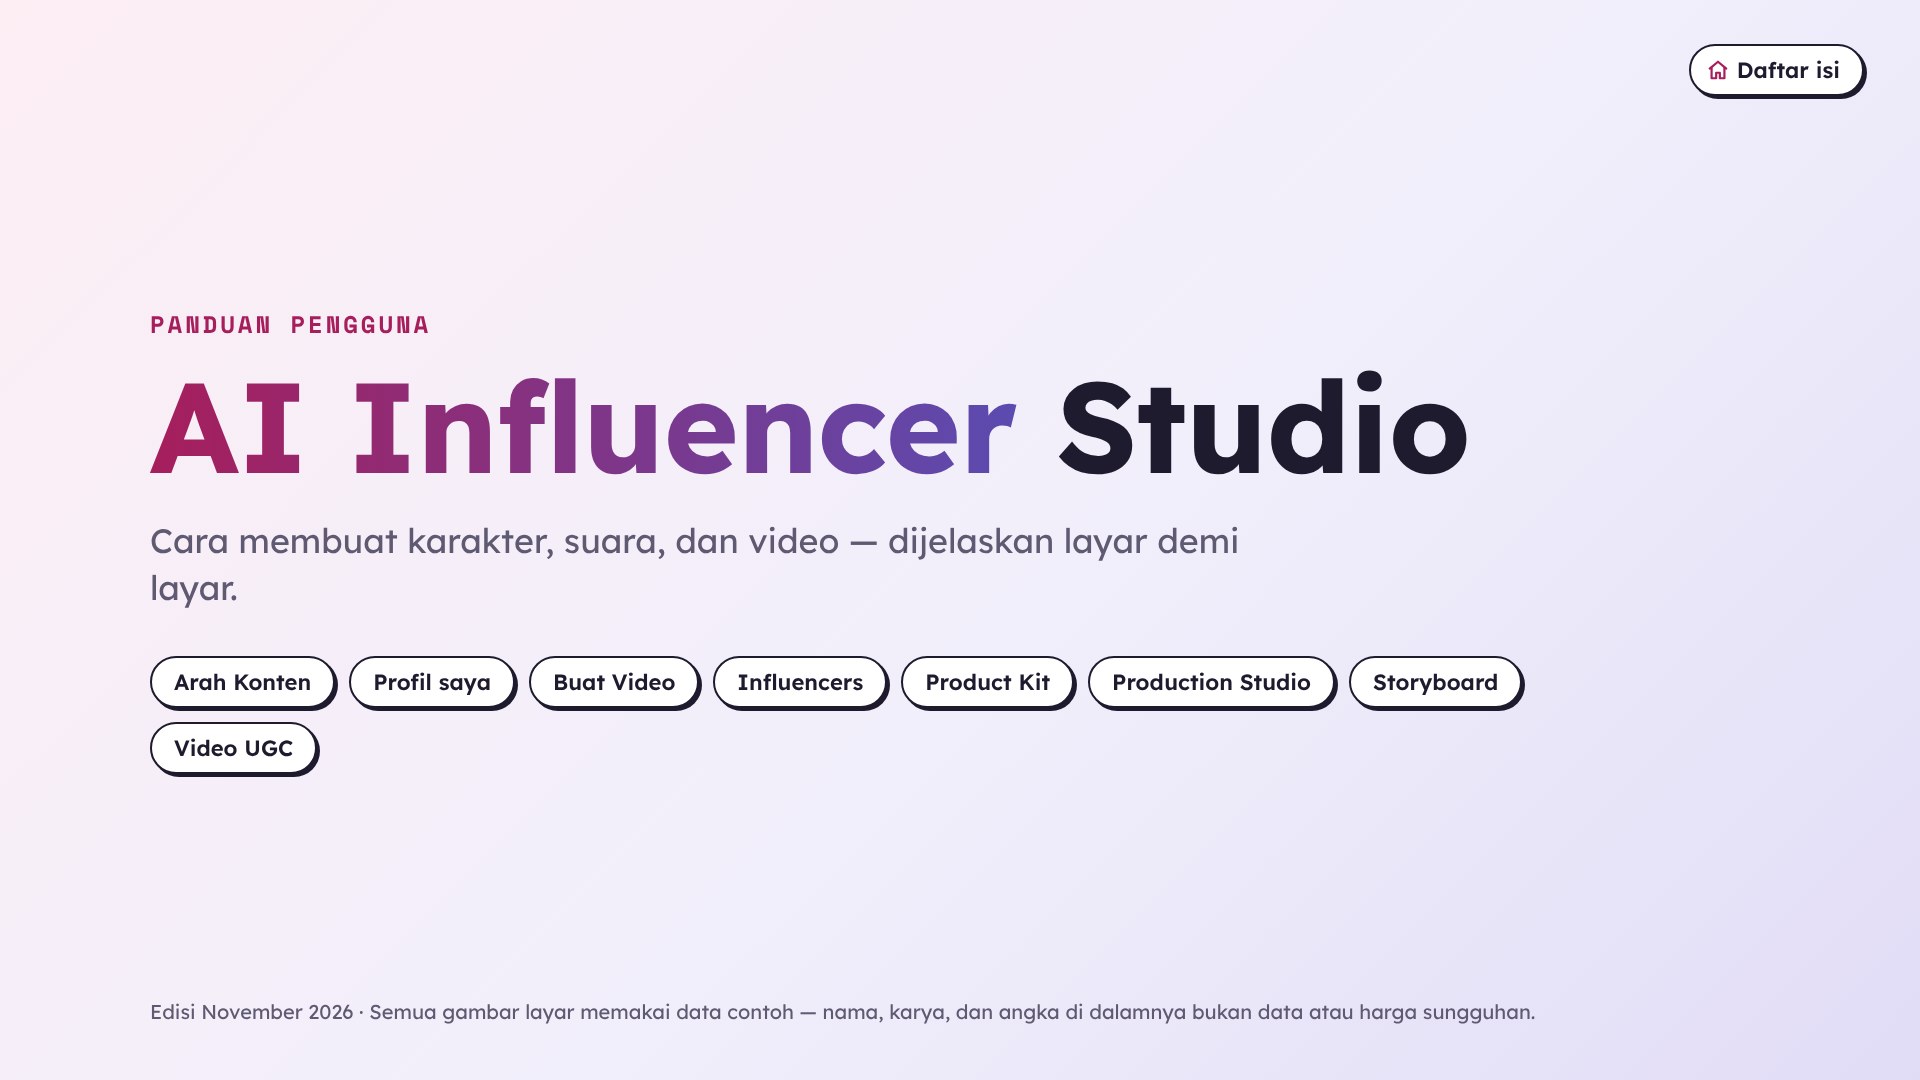 Daftar isi
PANDUAN PENGGUNA
AI Influencer Studio
Cara membuat karakter, suara, dan video — dijelaskan layar demi
layar.
Arah Konten Profil saya Buat Video Influencers Product Kit Production Studio Storyboard
Video UGC
Edisi November 2026 · Semua gambar layar memakai data contoh — nama, karya, dan angka di dalamnya bukan data atau harga sungguhan.